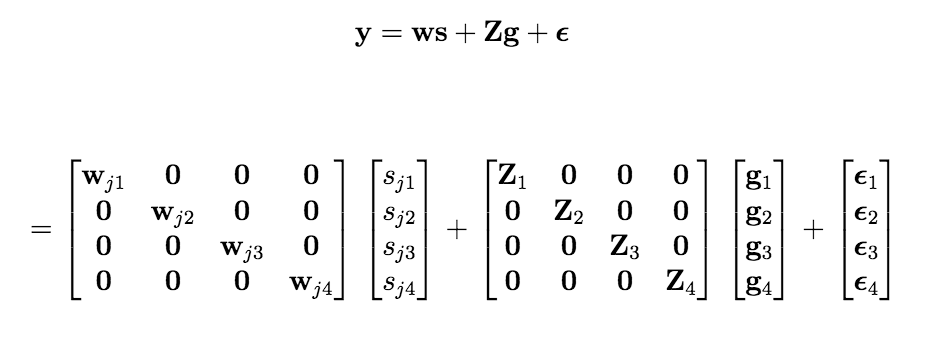 y = ws + Zg + ϵ
= [w_{j1} 0 0 0; 0 w_{j2} 0 0; 0 0 w_{j3} 0; 0 0 0 w_{j4}] [s_{j1}; s_{j2}; s_{j3}; s_{j4}] + [Z_1 0 0 0; 0 Z_2 0 0; 0 0 Z_3 0; 0 0 0 Z_4] [g_1; g_2; g_3; g_4] + [ϵ_1; ϵ_2; ϵ_3; ϵ_4]